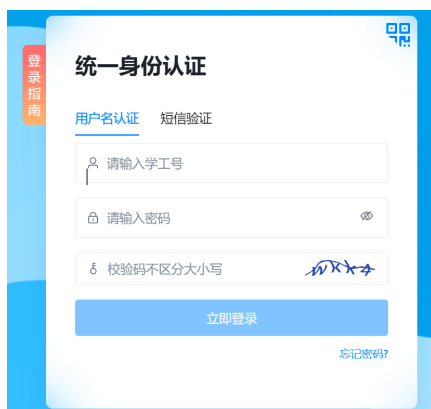 登录指南
统一身份认证
用户名认证 短信验证
请输入学工号
请输入密码
校验码不区分大小写
立即登录
忘记密码?